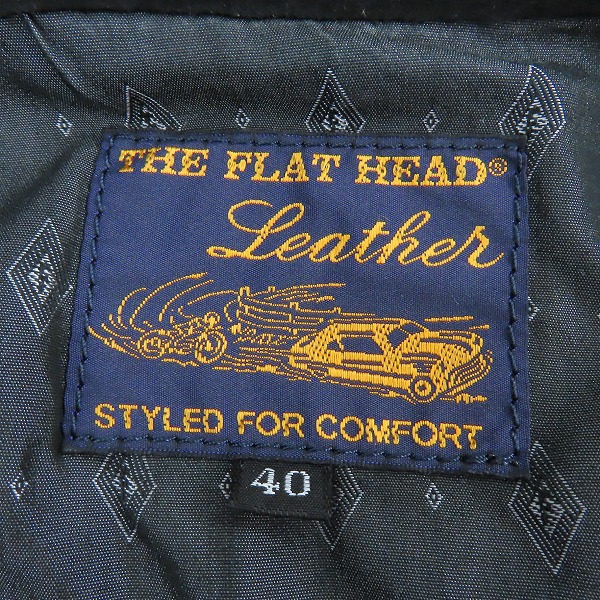 THE FLAT HEAD®
Leather
STYLED FOR COMFORT
40